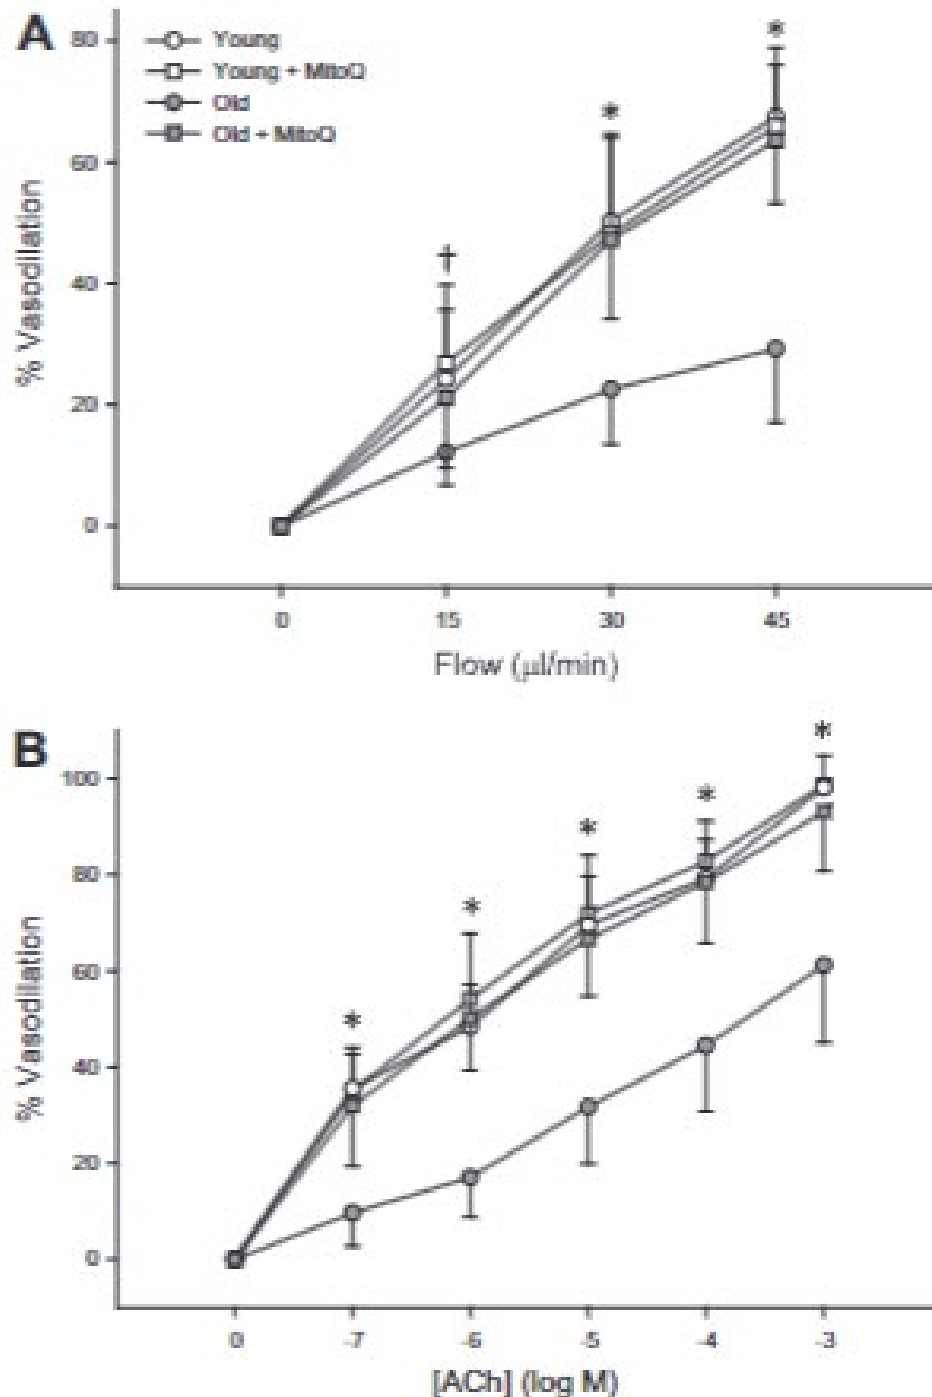 A
80
60
40
20
0
% Vasodilation
Young
Young + MitoQ
Old
Old + MitoQ
†
*
*
0 15 30 45
Flow (µl/min)
B
100
80
60
40
20
0
% Vasodilation
*
*
*
*
*
0 -7 -6 -5 -4 -3
[ACh] (log M)